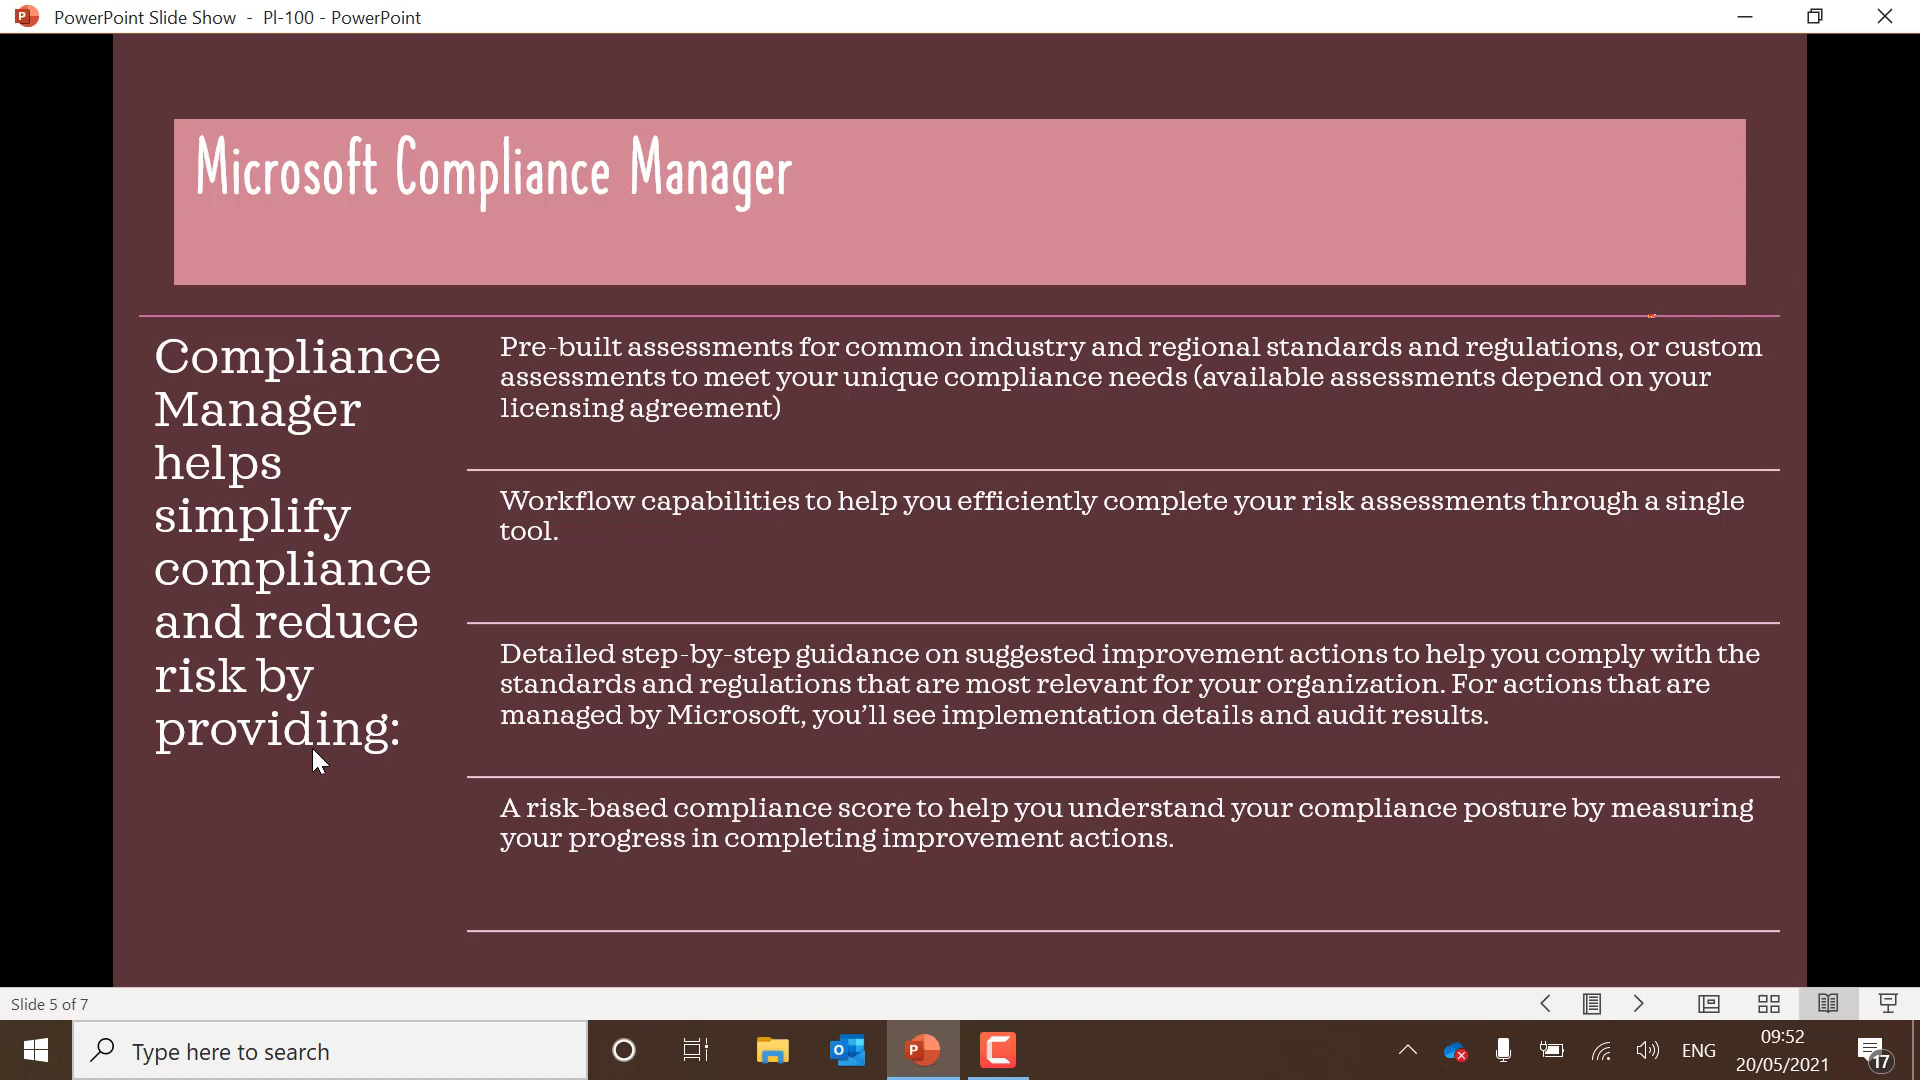 PowerPoint Slide Show - Pl-100 - PowerPoint
Microsoft Compliance Manager
Compliance
Manager
helps
simplify
compliance
and reduce
risk by
providing:
Pre-built assessments for common industry and regional standards and regulations, or custom
assessments to meet your unique compliance needs (available assessments depend on your
licensing agreement)
Workflow capabilities to help you efficiently complete your risk assessments through a single
tool.
Detailed step-by-step guidance on suggested improvement actions to help you comply with the
standards and regulations that are most relevant for your organization. For actions that are
managed by Microsoft, you’ll see implementation details and audit results.
A risk-based compliance score to help you understand your compliance posture by measuring
your progress in completing improvement actions.
Slide 5 of 7
Type here to search
ENG
09:52
20/05/2021
17